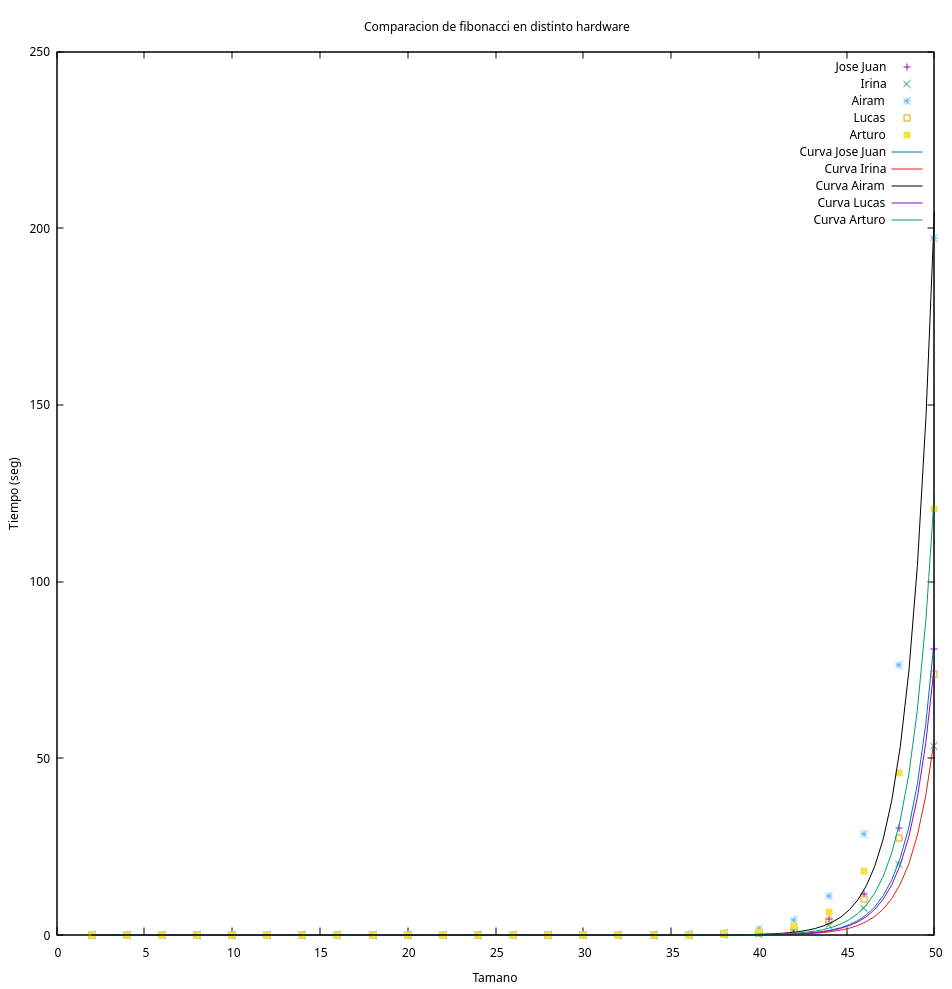 Comparacion de fibonacci en distinto hardware
250
200
150
100
50
0
Tiempo (seg)
Jose Juan
Irina
Airam
Lucas
Arturo
Curva Jose Juan
Curva Irina
Curva Airam
Curva Lucas
Curva Arturo
0 5 10 15 20 25 30 35 40 45 50
Tamano